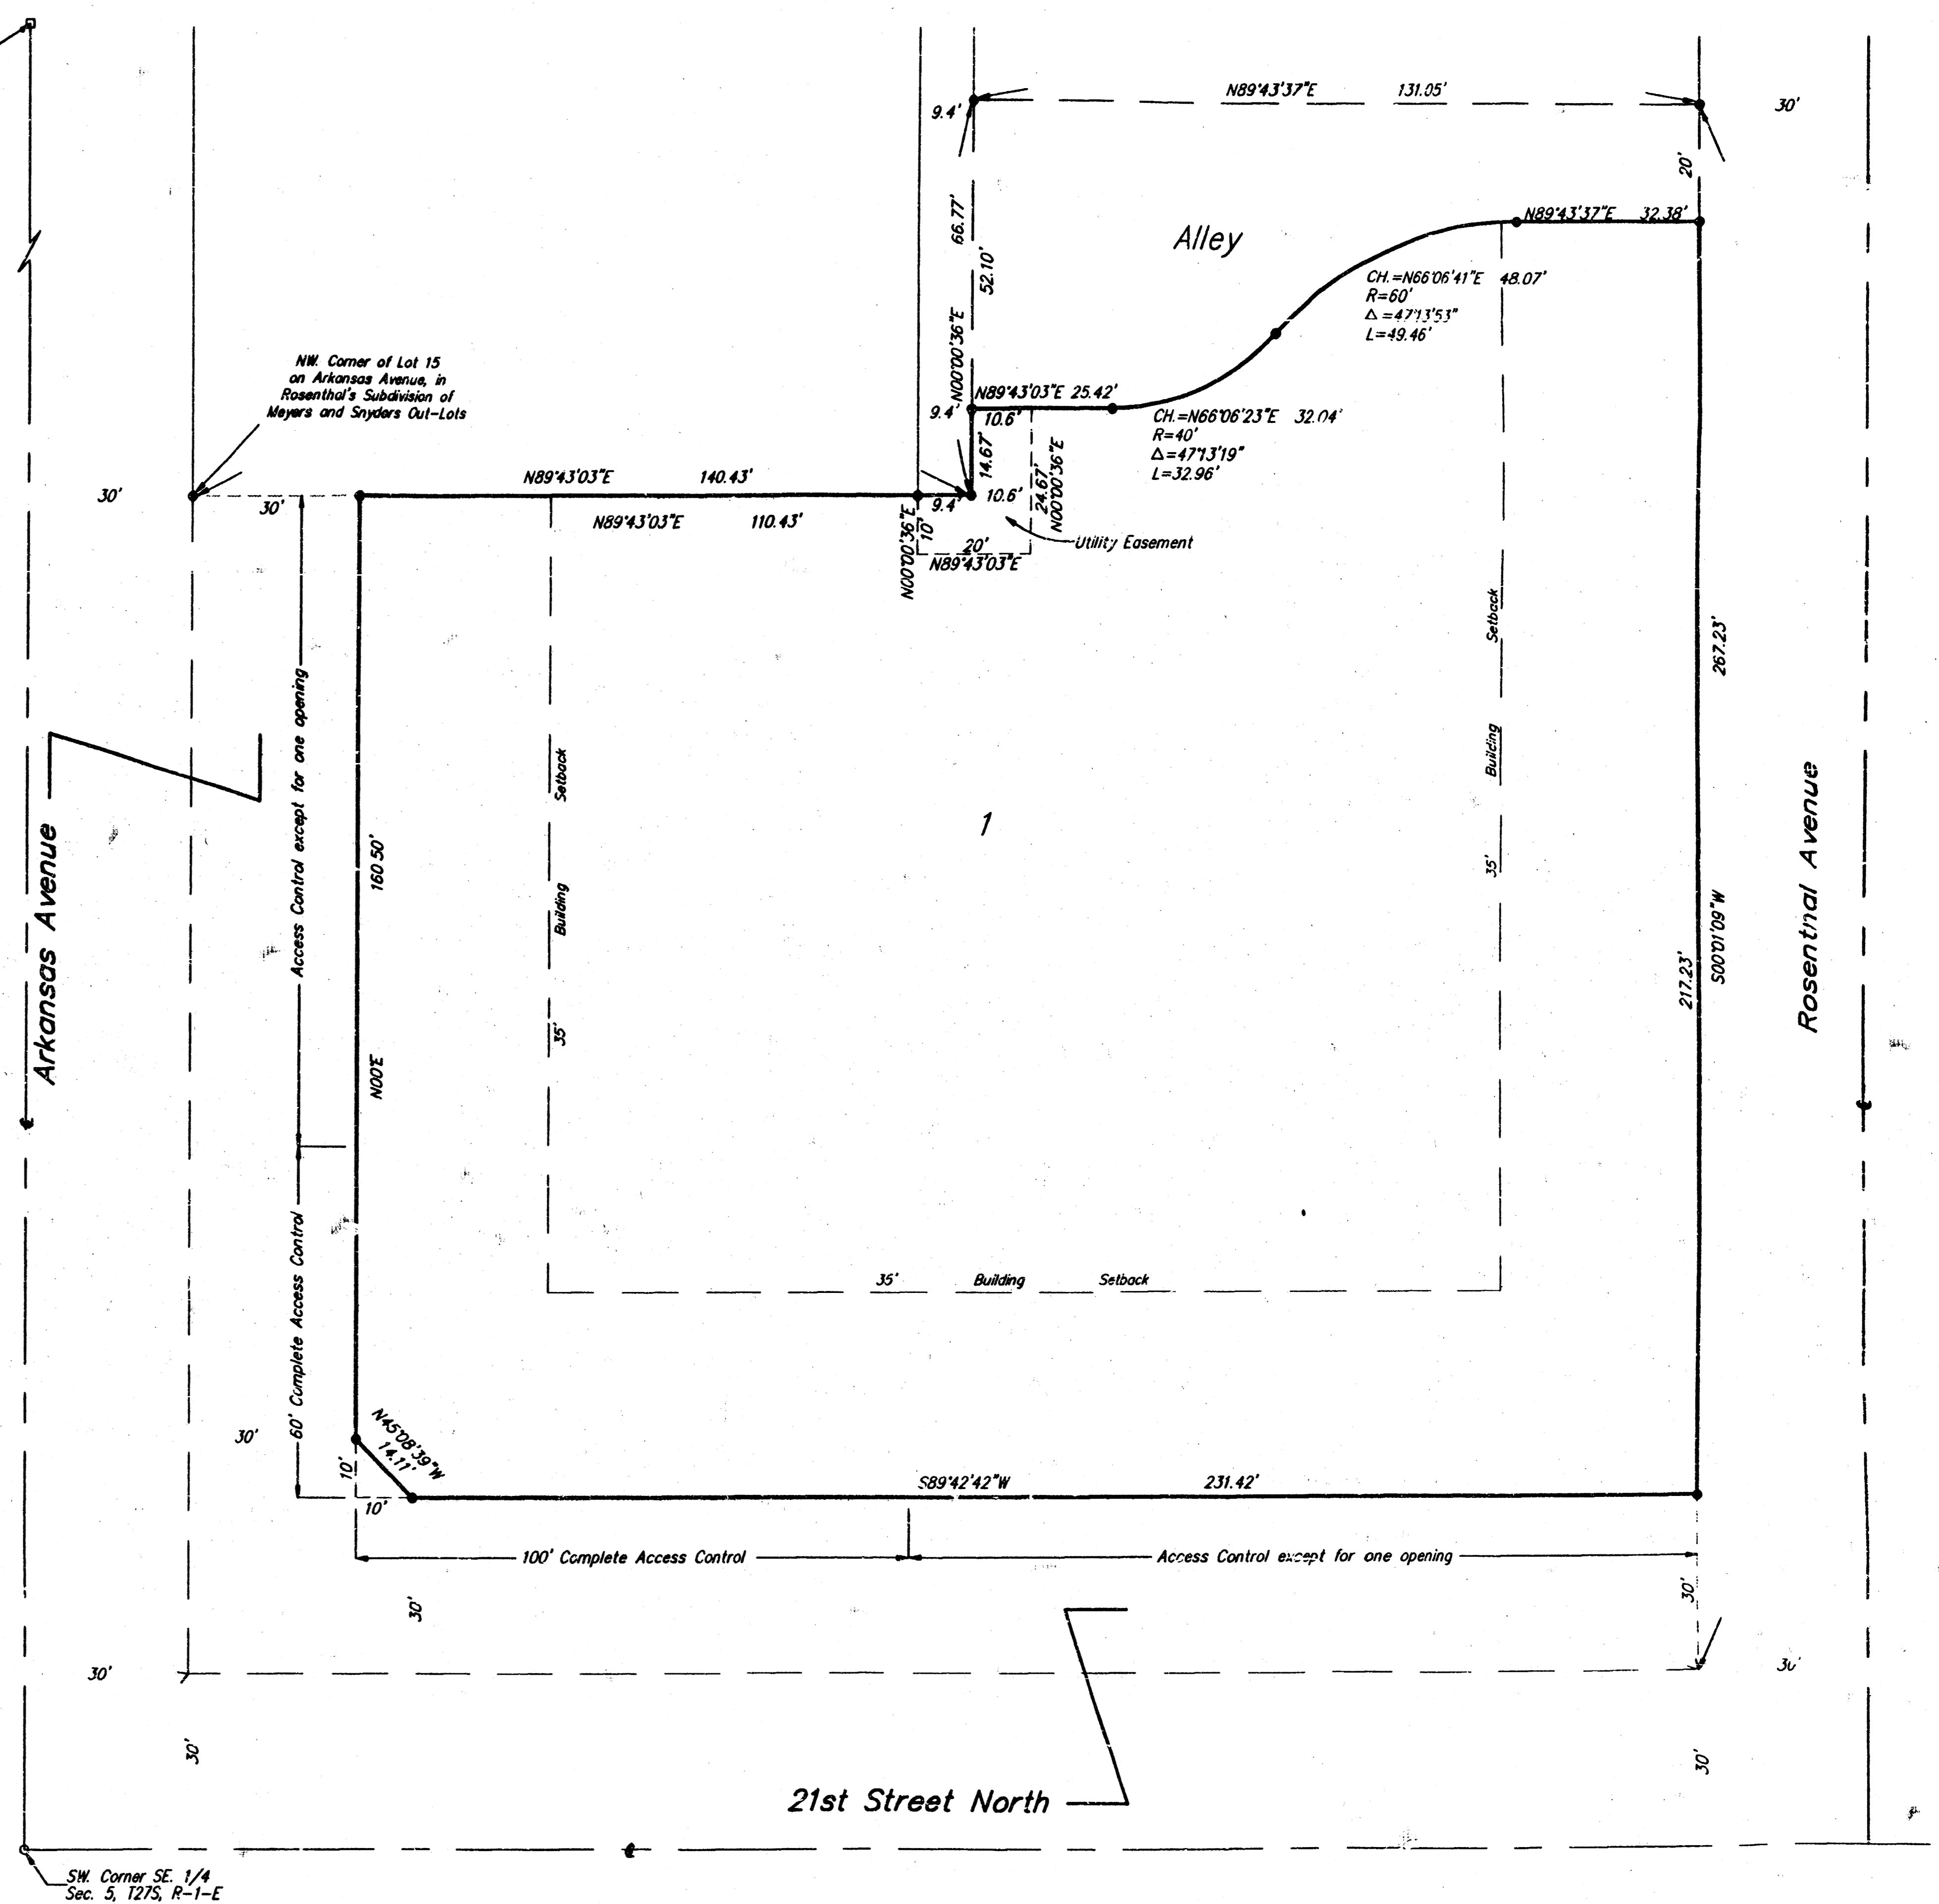 N89°43'37"E 131.05'
9.4'
30'
20'
66.77'
52.10'
N00°00'36"E
Alley
N89°43'37"E 32.38'
CH.=N66°06'41"E 48.07'
R=60'
Δ=47°13'53"
L=49.46'
NW. Corner of Lot 15
on Arkansas Avenue, in
Rosenthal's Subdivision of
Meyers and Snyders Out-Lots
N89°43'03"E 25.42'
9.4'
10.6'
14.67'
24.67'
N00°00'36"E
CH.=N66°06'23"E 32.04'
R=40'
Δ=47°13'19"
L=32.96'
30'
30'
N89°43'03"E 140.43'
N89°43'03"E 110.43'
9.4'
10.6'
N00°00'36"E
10'
20'
N89°43'03"E
Utility Easement
Access Control except for one opening
160.50'
N00°E
Setback
Building
35'
1
Setback
Building
35'
267.23'
S00°01'09"W
217.23'
Arkansas Avenue
Rosenthal Avenue
60' Complete Access Control
35' Building Setback
30'
N45°08'39"W
14.11'
10'
10'
S89°42'42"W 231.42'
100' Complete Access Control
Access Control except for one opening
30'
30'
30'
30'
30'
30'
21st Street North
SW. Corner SE. 1/4
Sec. 5, T27S, R-1-E